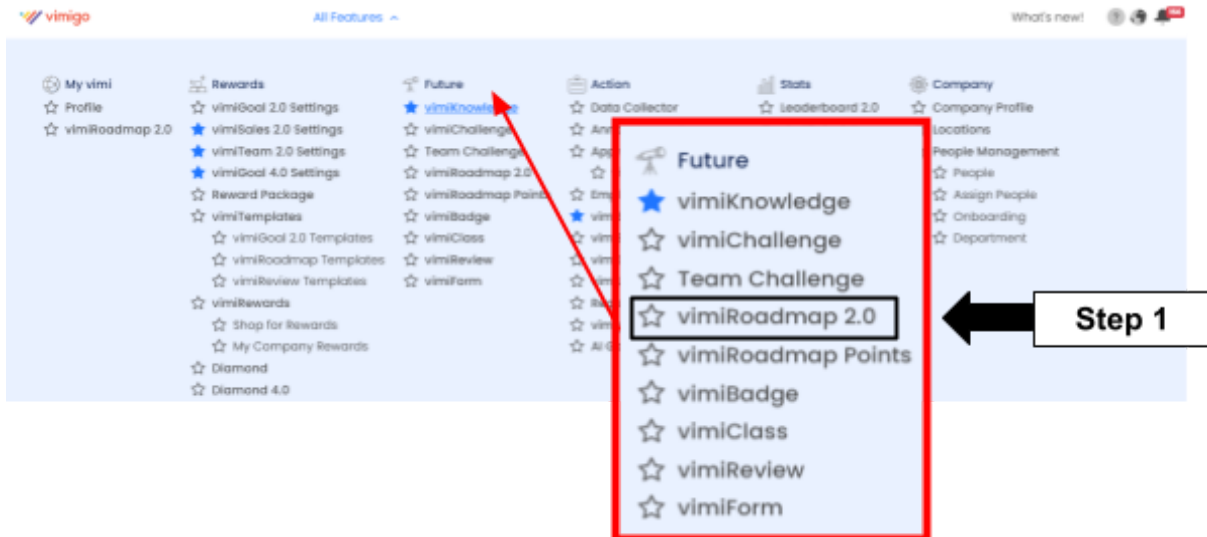 vimigo
All Features
What's new!
My vimi
Profile
vimiRoadmap 2.0
Rewards
vimiGoal 2.0 Settings
vimiSales 2.0 Settings
vimiTeam 2.0 Settings
vimiGoal 4.0 Settings
Reward Package
vimiTemplates
vimiGoal 2.0 Templates
vimiRoadmap Templates
vimiReview Templates
vimiRewards
Shop for Rewards
My Company Rewards
Diamond
Diamond 4.0
Future
vimiKnowledge
vimiChallenge
Team Challenge
vimiRoadmap 2.0
vimiRoadmap Points
vimiBadge
vimiClass
vimiReview
vimiForm
Action
Data Collector
Stats
Leaderboard 2.0
Company
Company Profile
Locations
People Management
People
Assign People
Onboarding
Department
Future
vimiKnowledge
vimiChallenge
Team Challenge
vimiRoadmap 2.0
vimiRoadmap Points
vimiBadge
vimiClass
vimiReview
vimiForm
Step 1